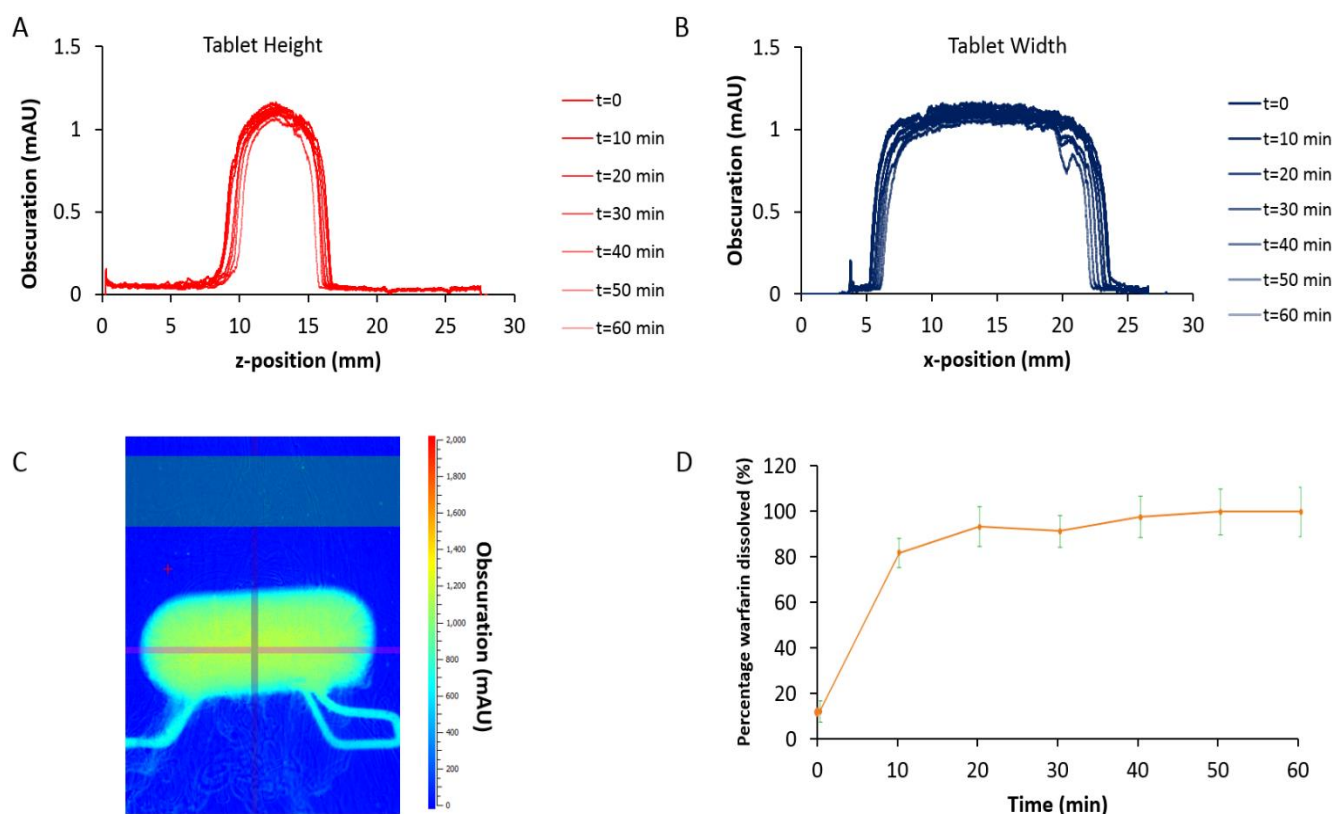 A
Tablet Height
Obscuration (mAU)
1.5
1
0.5
0
0
5
10
15
20
25
30
z-position (mm)
t=0
t=10 min
t=20 min
t=30 min
t=40 min
t=50 min
t=60 min
B
Tablet Width
Obscuration (mAU)
1.5
1
0.5
0
0
5
10
15
20
25
30
x-position (mm)
t=0
t=10 min
t=20 min
t=30 min
t=40 min
t=50 min
t=60 min
C
2,000
1,800
1,600
1,400
1,200
1,000
800
600
400
200
0
Obscuration (mAU)
D
Percentage warfarin dissolved (%)
120
100
80
60
40
20
0
0
10
20
30
40
50
60
Time (min)